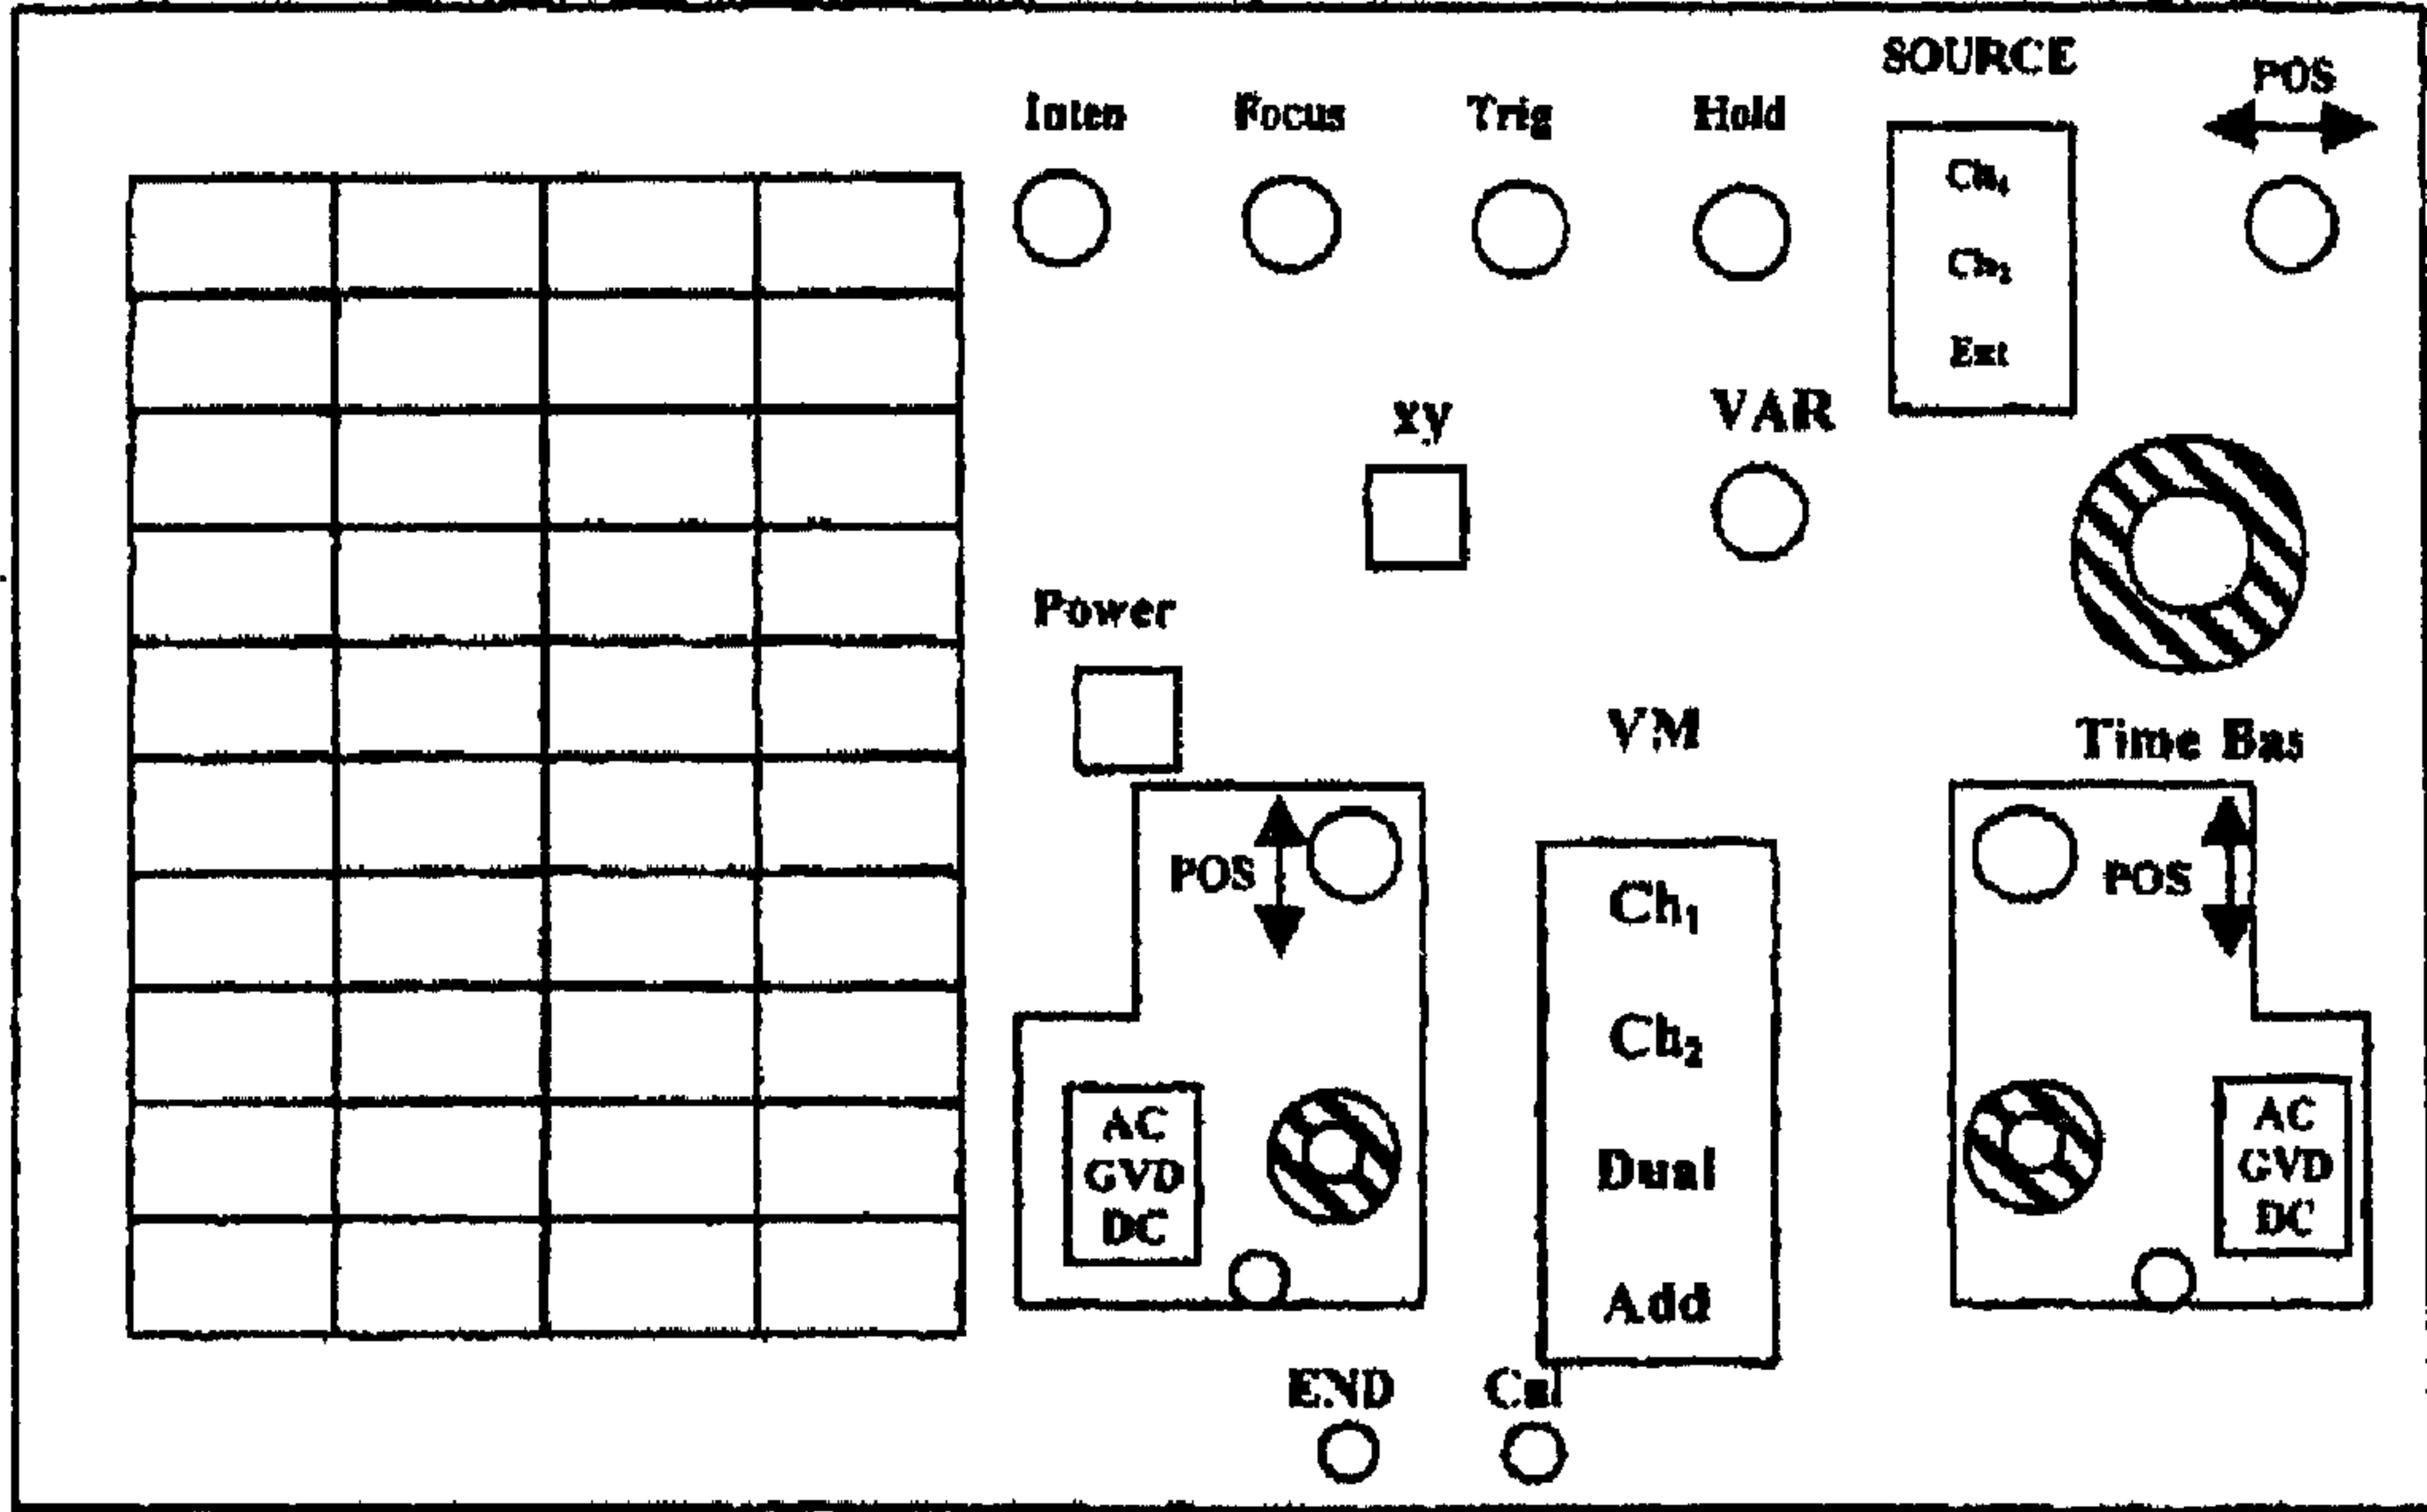 SOURCE
POS
Inten
Focus
Trig
Hold
Ch₁
Ch₂
Ext
xy
VAR
Power
VM
Time Bas
POS
POS
Ch₁
Ch₂
Dual
Add
AC
GVD
DC
AC
GVD
DC
END
Cal